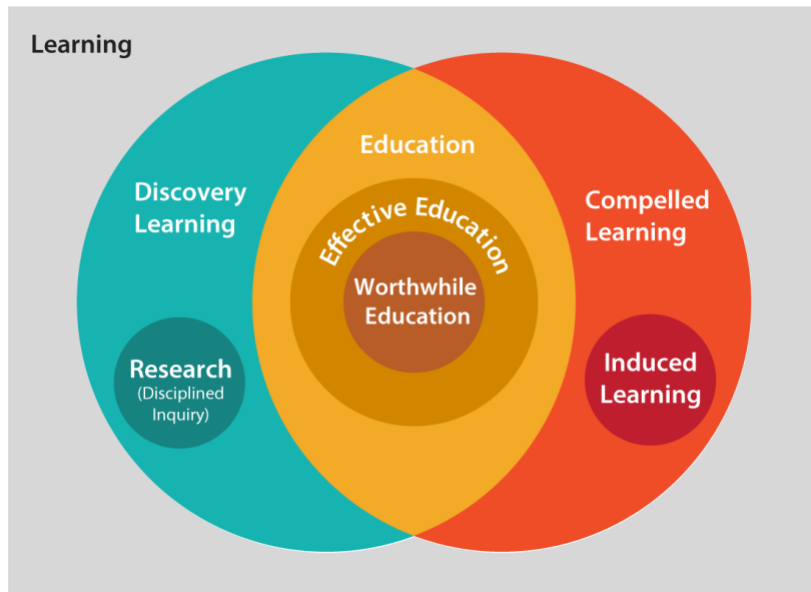 Learning
Education
Discovery
Learning
Compelled
Learning
Effective Education
Worthwhile
Education
Research
(Disciplined
Inquiry)
Induced
Learning